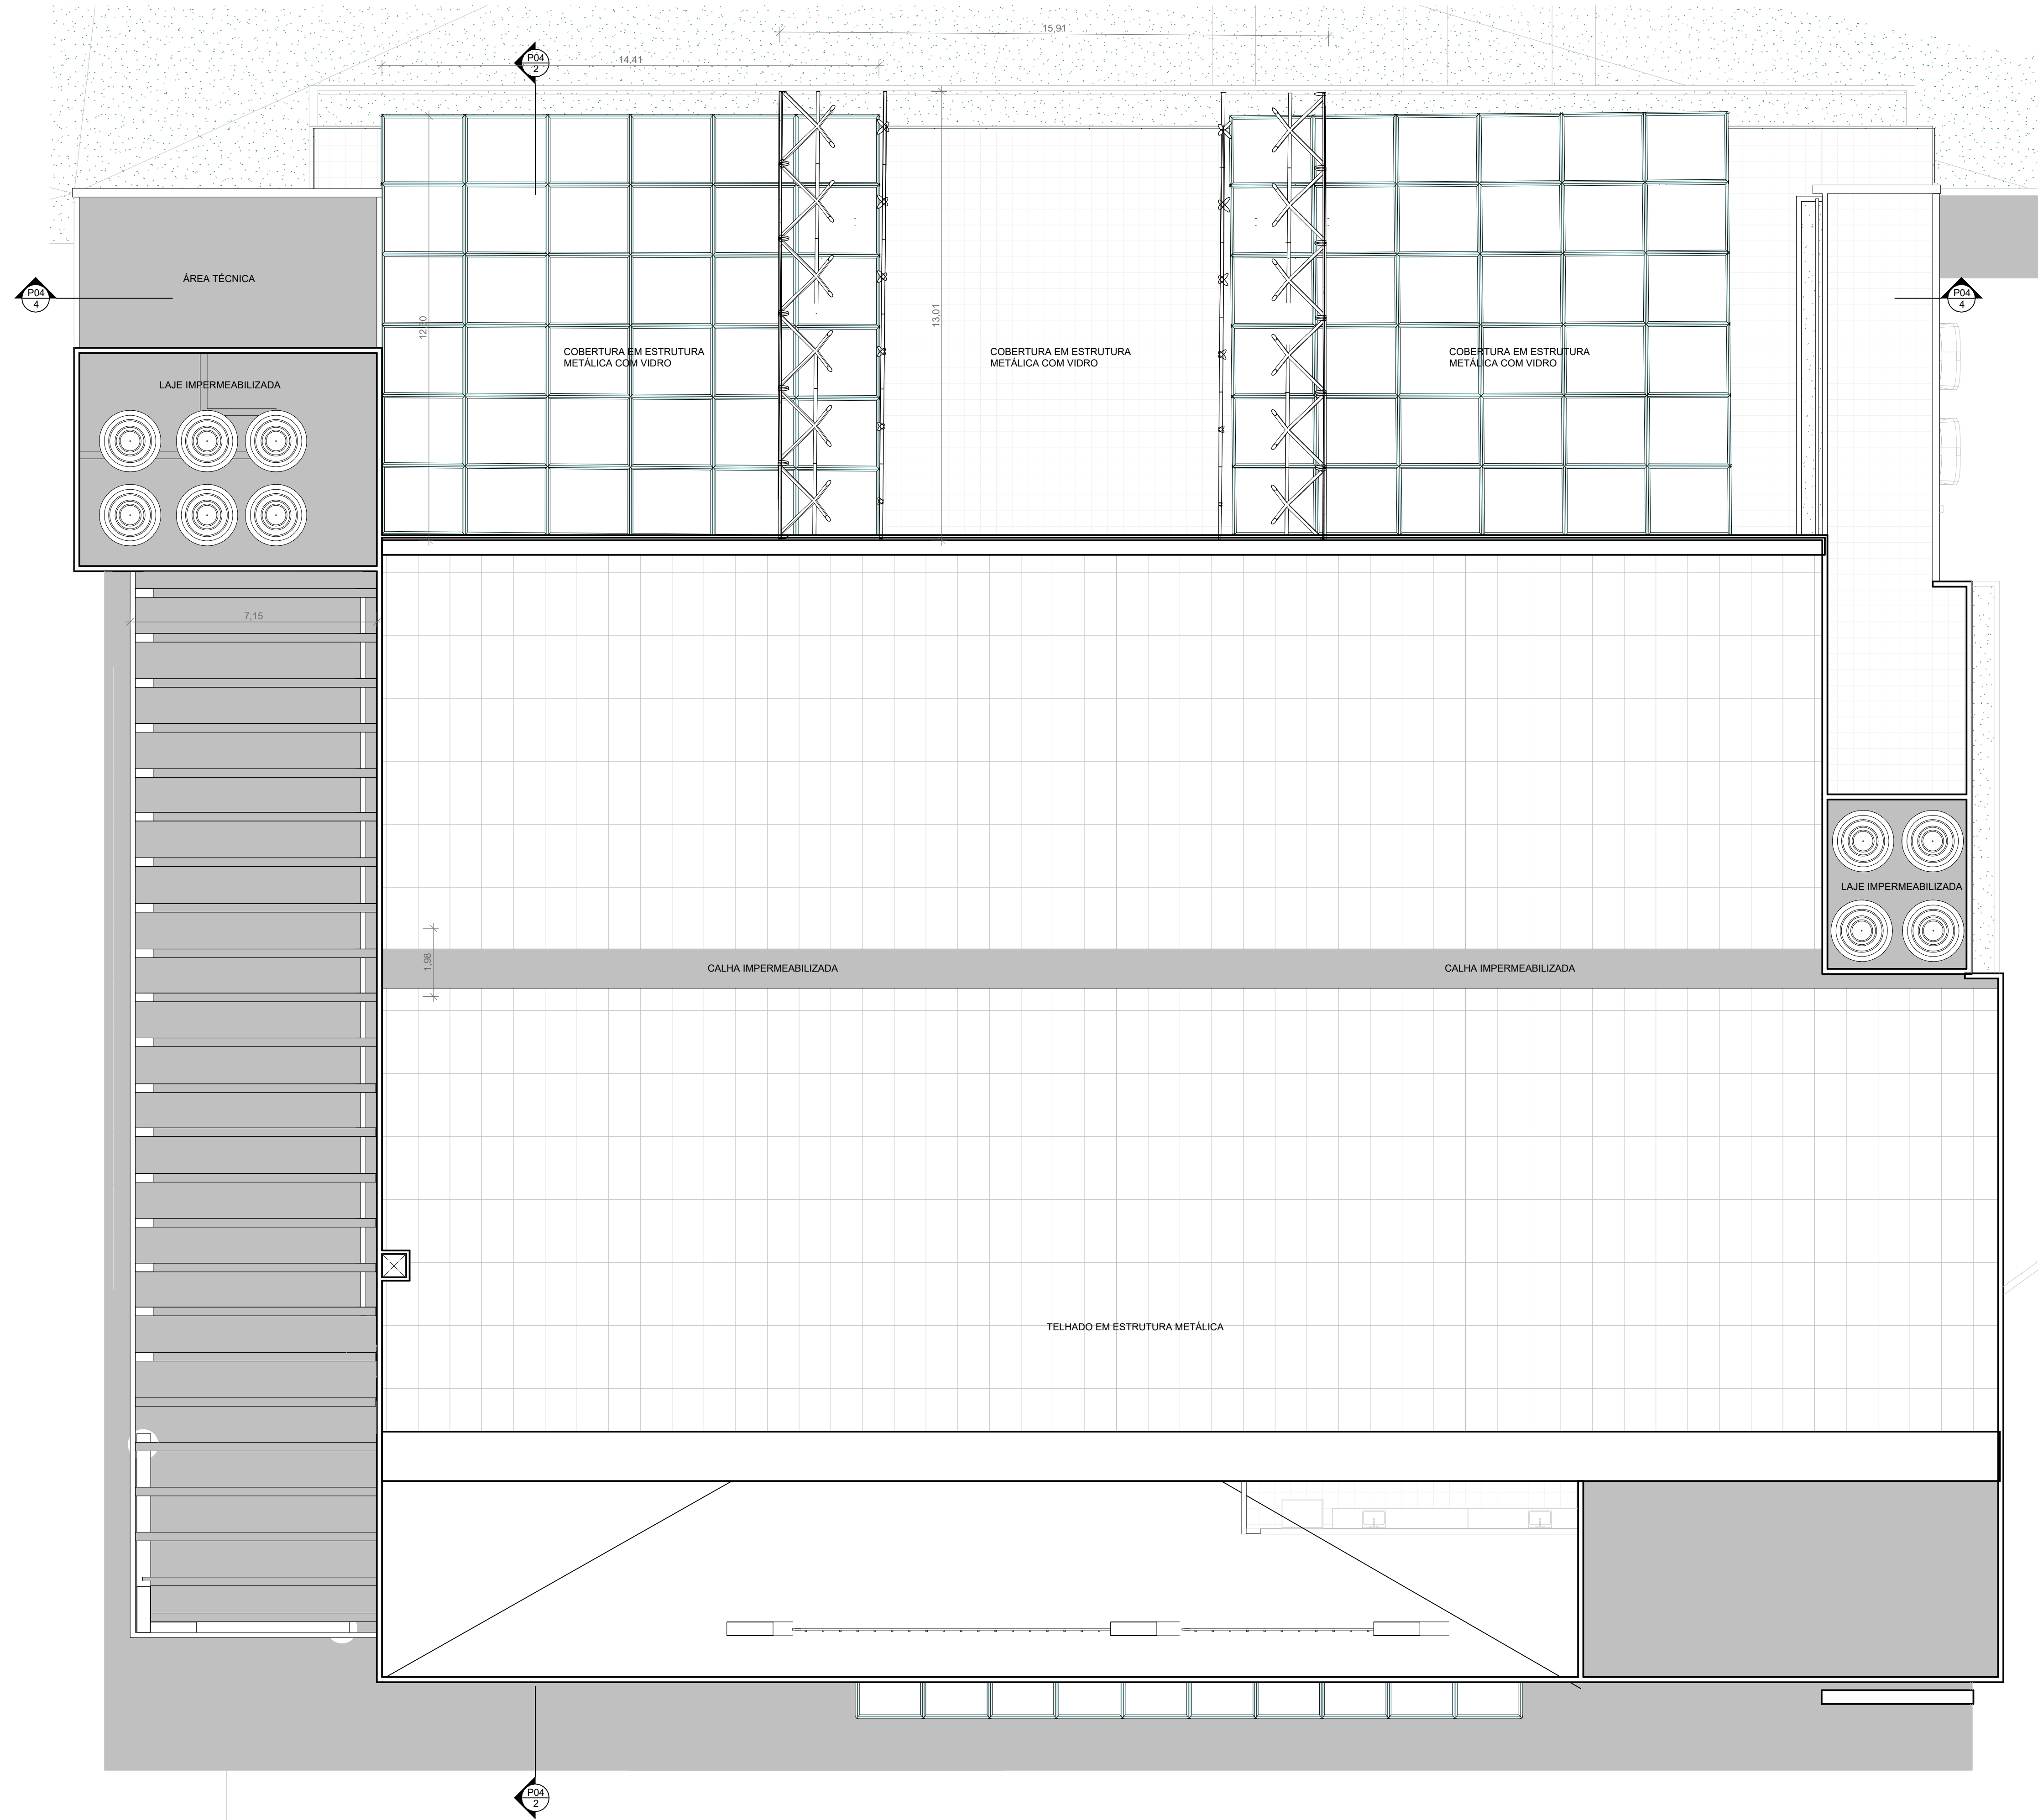 15,91
P04
2
14,41
ÁREA TÉCNICA
P04
4
P04
4
12,30
13,01
COBERTURA EM ESTRUTURA
METÁLICA COM VIDRO
COBERTURA EM ESTRUTURA
METÁLICA COM VIDRO
COBERTURA EM ESTRUTURA
METÁLICA COM VIDRO
LAJE IMPERMEABILIZADA
7,15
LAJE IMPERMEABILIZADA
1,98
CALHA IMPERMEABILIZADA
CALHA IMPERMEABILIZADA
TELHADO EM ESTRUTURA METÁLICA
P04
2